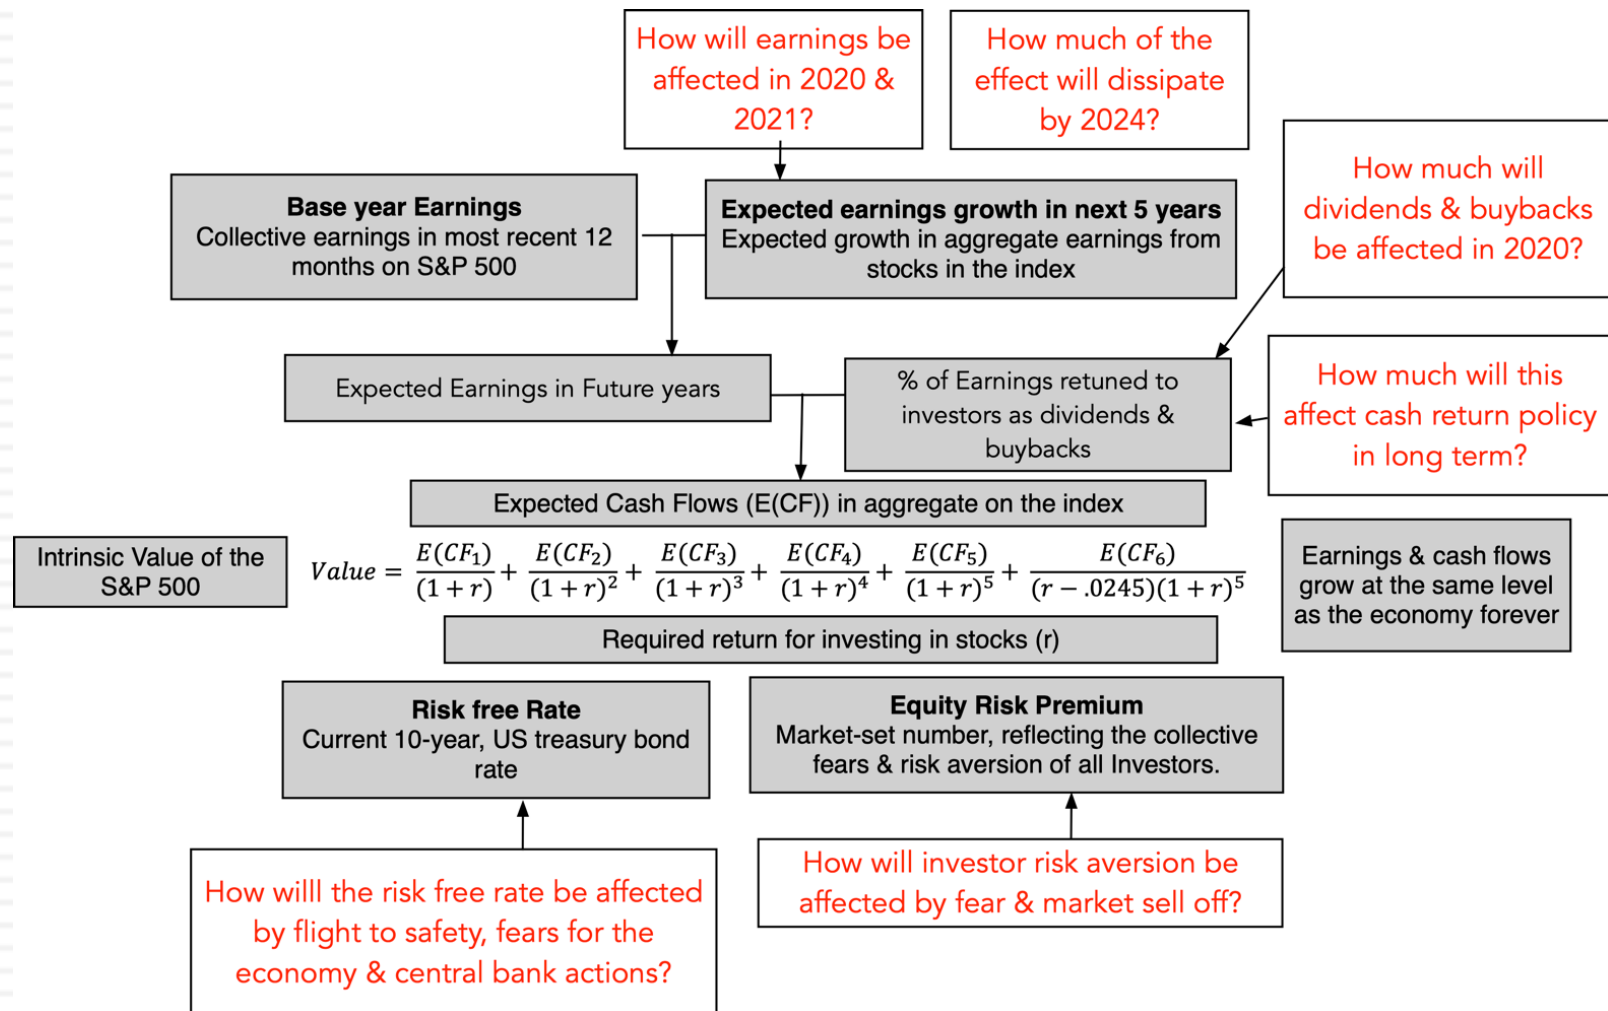 How will earnings be
affected in 2020 &
2021?
How much of the
effect will dissipate
by 2024?
How much will
dividends & buybacks
be affected in 2020?
Base year Earnings
Collective earnings in most recent 12
months on S&P 500
Expected earnings growth in next 5 years
Expected growth in aggregate earnings from
stocks in the index
Expected Earnings in Future years
% of Earnings retuned to
investors as dividends &
buybacks
How much will this
affect cash return policy
in long term?
Expected Cash Flows (E(CF)) in aggregate on the index
Intrinsic Value of the
S&P 500
Value = E(CF₁)/(1 + r) + E(CF₂)/(1 + r)² + E(CF₃)/(1 + r)³ + E(CF₄)/(1 + r)⁴ + E(CF₅)/(1 + r)⁵ + E(CF₆)/(r − .0245)(1 + r)⁵
Earnings & cash flows
grow at the same level
as the economy forever
Required return for investing in stocks (r)
Risk free Rate
Current 10-year, US treasury bond
rate
Equity Risk Premium
Market-set number, reflecting the collective
fears & risk aversion of all Investors.
How willl the risk free rate be affected
by flight to safety, fears for the
economy & central bank actions?
How will investor risk aversion be
affected by fear & market sell off?